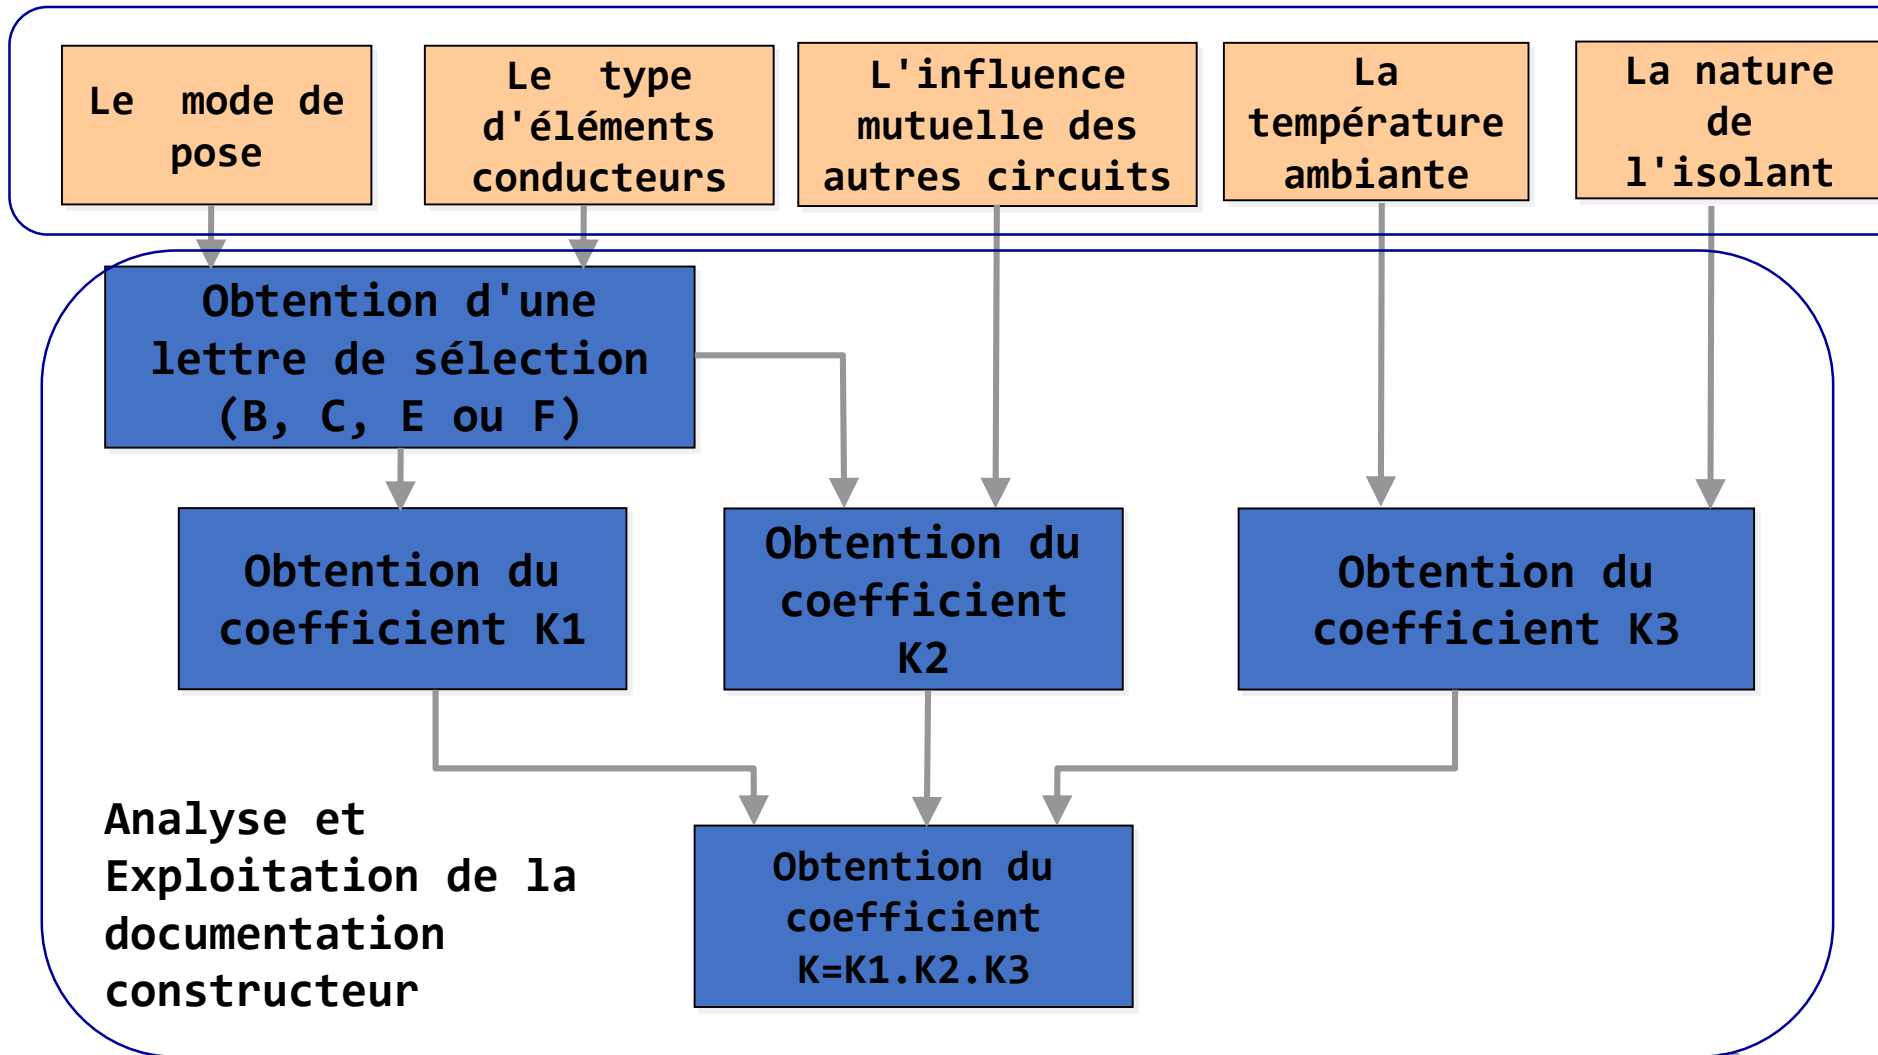 Le  mode de
pose
Le  type
d'éléments
conducteurs
L'influence
mutuelle des
autres circuits
La
température
ambiante
La nature
de
l'isolant
Obtention d'une
lettre de sélection
(B, C, E ou F)
Obtention du
coefficient K1
Obtention du
coefficient
K2
Obtention du
coefficient K3
Analyse et
Exploitation de la
documentation
constructeur
Obtention du
coefficient
K=K1.K2.K3